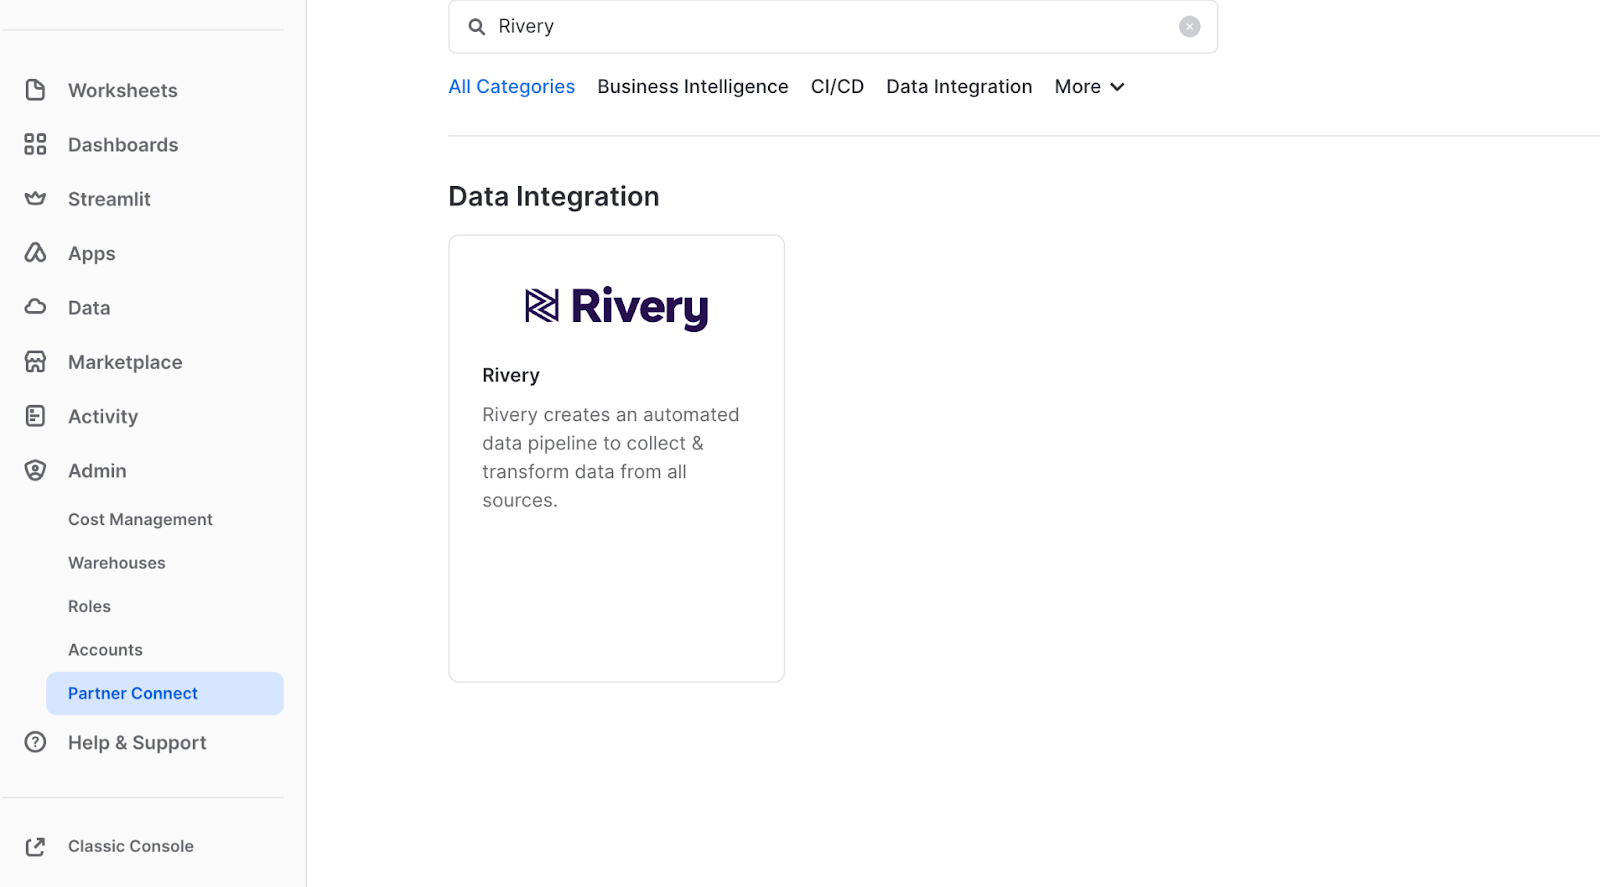 Worksheets
Dashboards
Streamlit
Apps
Data
Marketplace
Activity
Admin
Cost Management
Warehouses
Roles
Accounts
Partner Connect
Help & Support
Classic Console
Rivery
All Categories Business Intelligence CI/CD Data Integration More
Data Integration
Rivery
Rivery
Rivery creates an automated
data pipeline to collect &
transform data from all
sources.